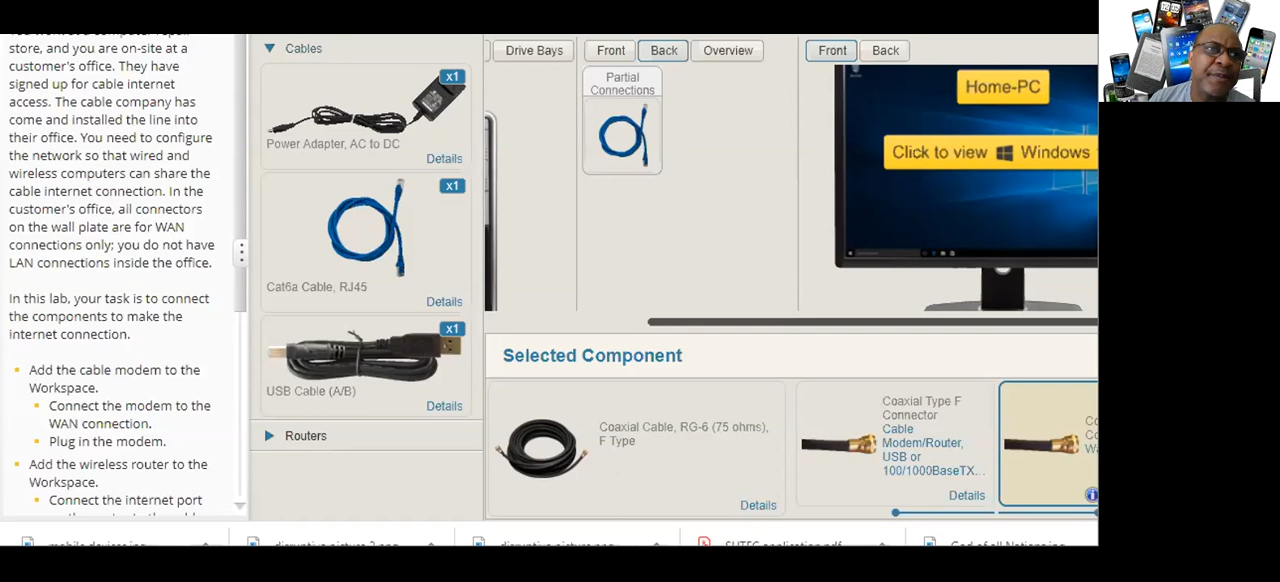 store, and you are on-site at a
customer's office. They have
signed up for cable internet
access. The cable company has
come and installed the line into
their office. You need to configure
the network so that wired and
wireless computers can share the
cable internet connection. In the
customer's office, all connectors
on the wall plate are for WAN
connections only; you do not have
LAN connections inside the office.
In this lab, your task is to connect
the components to make the
internet connection.
Add the cable modem to the
Workspace.
Connect the modem to the
WAN connection.
Plug in the modem.
Add the wireless router to the
Workspace.
Connect the internet port
Cables
x1
Power Adapter, AC to DC
Details
x1
Cat6a Cable, RJ45
Details
x1
USB Cable (A/B)
Details
Routers
Drive Bays
Front
Back
Overview
Front
Back
Partial
Connections
Home-PC
Click to view Windows
Selected Component
Coaxial Cable, RG-6 (75 ohms),
F Type
Details
Coaxial Type F
Connector
Cable
Modem/Router,
USB or
100/1000BaseTX...
Details